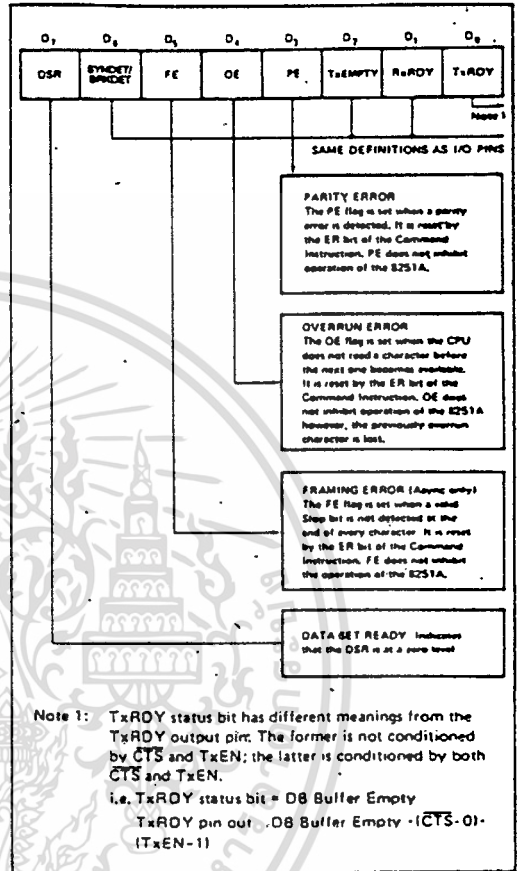 D7 D6 D5 D4 D3 D2 D1 D0
DSR SYNDET/ FE OE PE TxEMPTY RxRDY TxRDY
BRKDET
Note 1
SAME DEFINITIONS AS I/O PINS
PARITY ERROR
The PE flag is set when a parity
error is detected. It is reset by
the ER bit of the Command
Instruction. PE does not inhibit
operation of the 8251A.
OVERRUN ERROR
The OE flag is set when the CPU
does not read a character before
the next one becomes available.
It is reset by the ER bit of the
Command Instruction. OE does
not inhibit operation of the 8251A
however, the previously overrun
character is lost.
FRAMING ERROR (Async only)
The FE flag is set when a valid
Stop bit is not detected at the
end of every character. It is reset
by the ER bit of the Command
Instruction. FE does not inhibit
the operation of the 8251A.
DATA SET READY Indicates
that the DSR is at a zero level
Note 1: TxRDY status bit has different meanings from the
TxRDY output pin. The former is not conditioned
by CTS and TxEN; the latter is conditioned by both
CTS and TxEN.
i.e. TxRDY status bit = DB Buffer Empty
TxRDY pin out DB Buffer Empty ·(CTS-0)·
(TxEN-1)